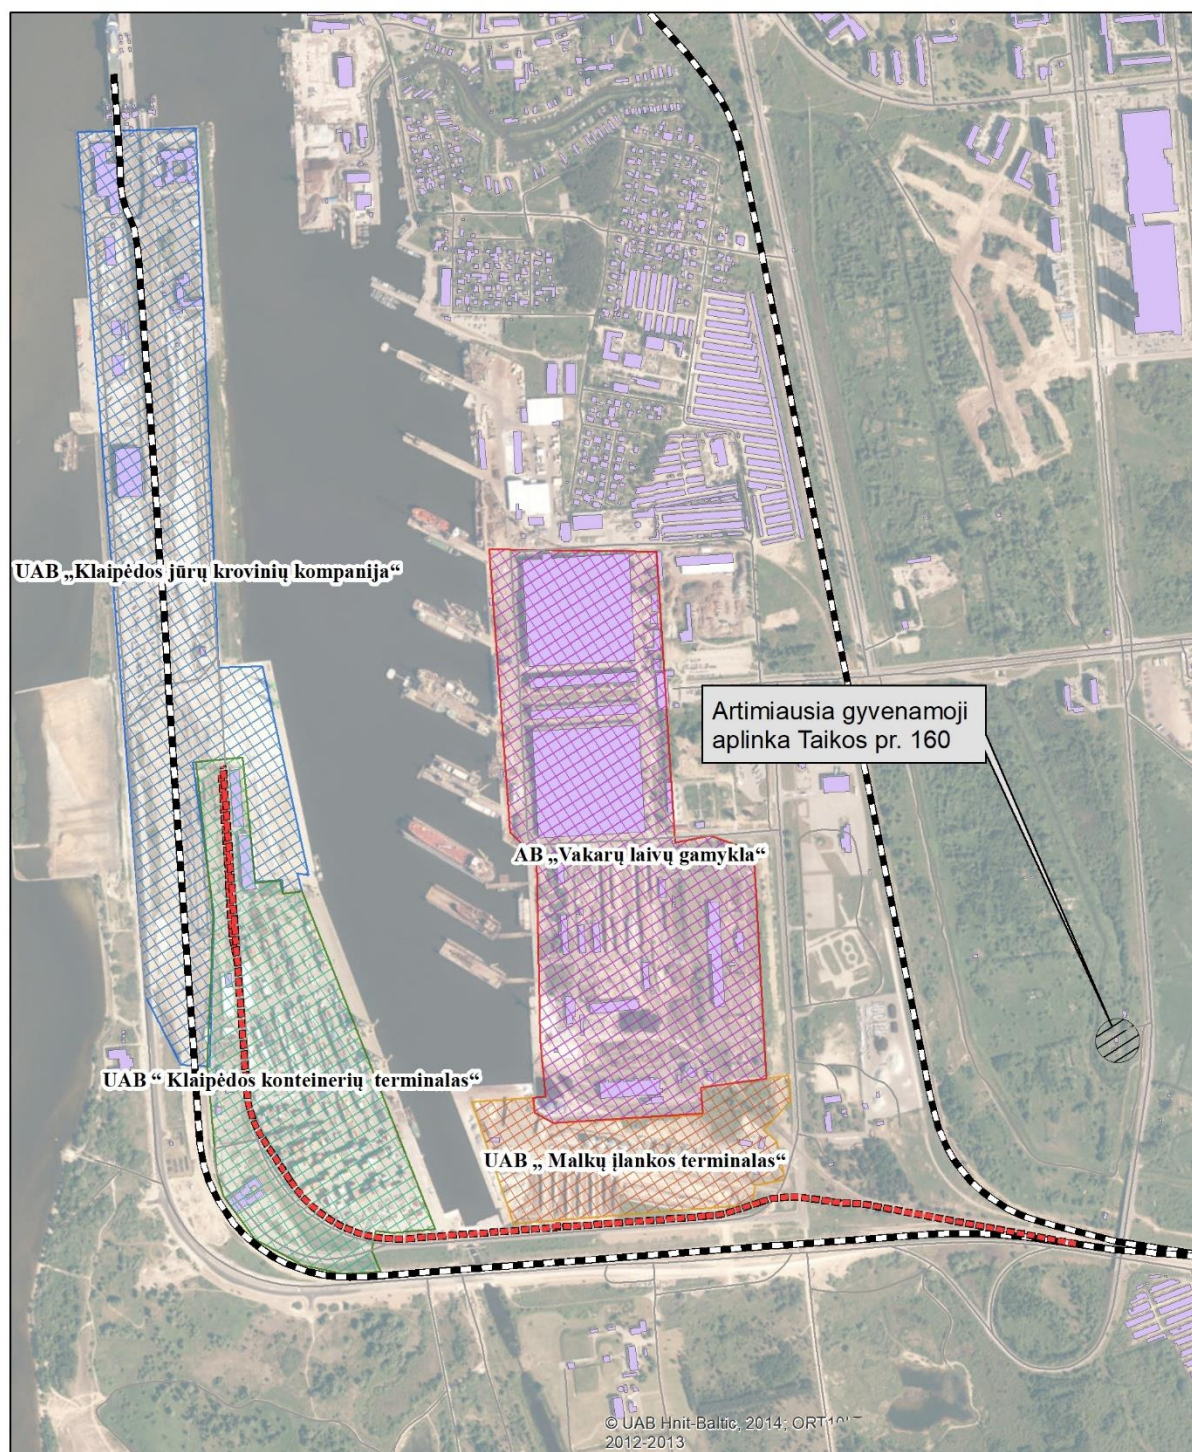 UAB „Klaipėdos jūrų krovinių kompanija“
Artimiausia gyvenamoji
aplinka Taikos pr. 160
AB „Vakarų laivų gamykla“
UAB “ Klaipėdos konteinerių terminalas“
UAB „ Malkų įlankos terminalas“
© UAB Hnit-Baltic, 2014;
2012-2013